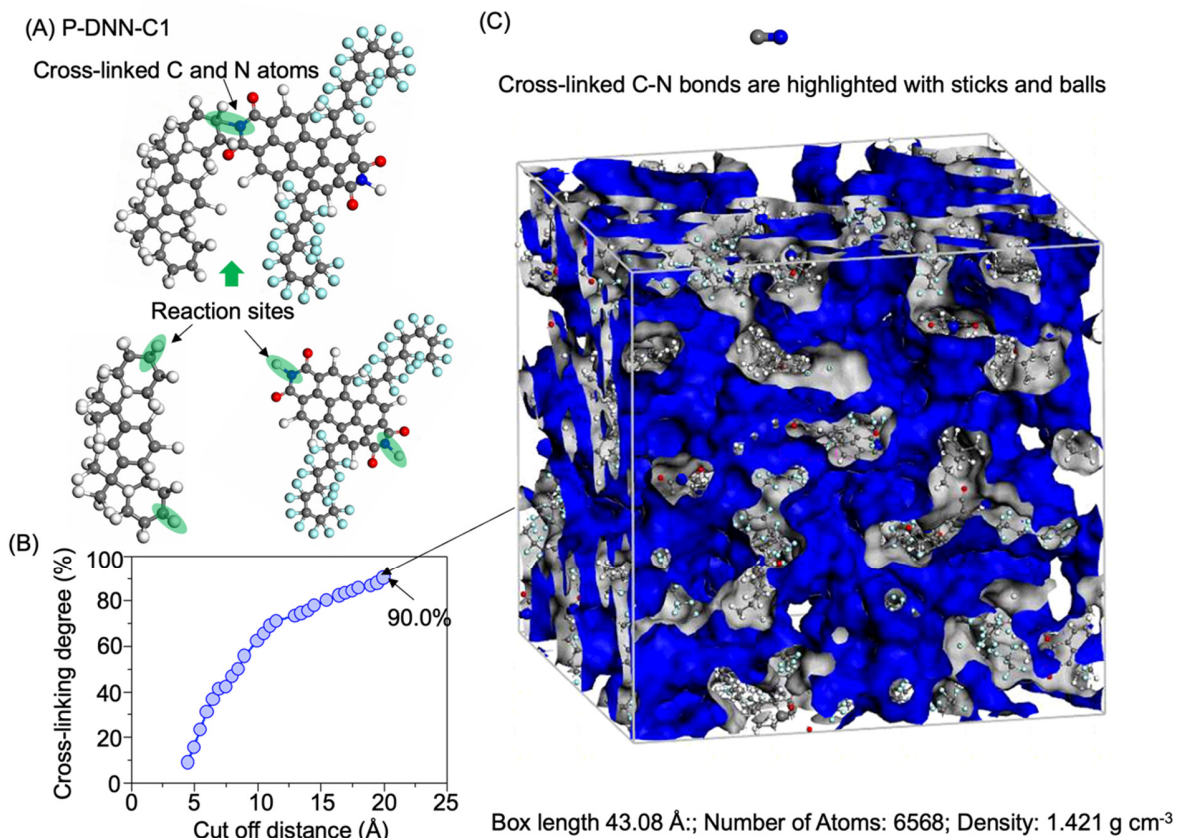 (A) P-DNN-C1
Cross-linked C and N atoms
Reaction sites
(B)
Cross-linking degree (%)
100
80
60
40
20
0
0 5 10 15 20 25
Cut off distance (Å)
90.0%
(C)
Cross-linked C-N bonds are highlighted with sticks and balls
Box length 43.08 Å:; Number of Atoms: 6568; Density: 1.421 g cm⁻³